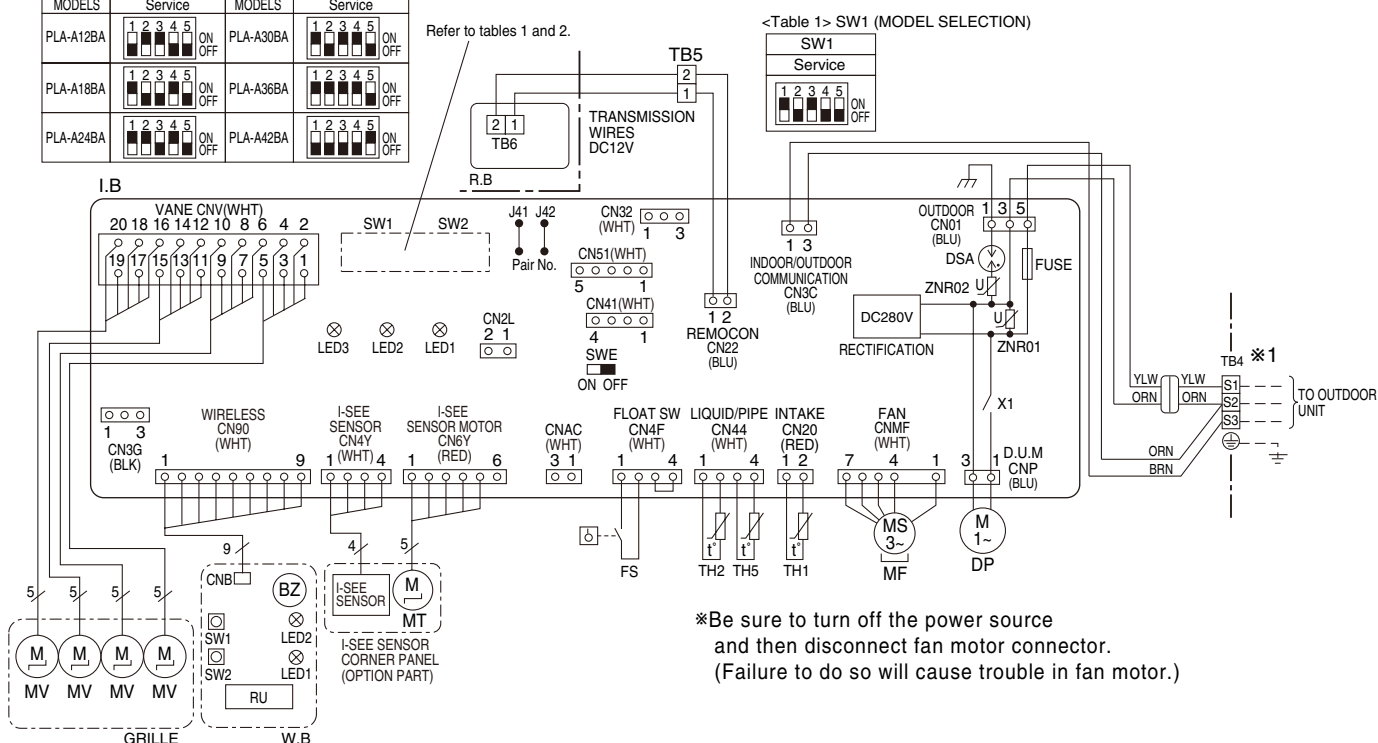 MODELS Service MODELS Service
PLA-A12BA 1 2 3 4 5 ON OFF PLA-A30BA 1 2 3 4 5 ON OFF
PLA-A18BA 1 2 3 4 5 ON OFF PLA-A36BA 1 2 3 4 5 ON OFF
PLA-A24BA 1 2 3 4 5 ON OFF PLA-A42BA 1 2 3 4 5 ON OFF
Refer to tables 1 and 2.
<Table 1> SW1 (MODEL SELECTION)
SW1
Service
1 2 3 4 5
ON
OFF
TB5
2
1
TRANSMISSION
WIRES
DC12V
2 1
TB6
R.B
I.B
VANE CNV(WHT)
20 18 16 14 12 10 8 6 4 2
19 17 15 13 11 9 7 5 3 1
SW1 SW2
J41 J42
Pair No.
CN32
(WHT)
1 3
CN51(WHT)
5 1
CN41(WHT)
4 1
SWE
ON OFF
1 2
REMOCON
CN22
(BLU)
1 3
INDOOR/OUTDOOR
COMMUNICATION
CN3C
(BLU)
OUTDOOR
CN01
(BLU)
1 3 5
DSA
FUSE
ZNR02
U
U
ZNR01
DC280V
RECTIFICATION
X1
LED3 LED2 LED1
CN2L
2 1
1 3
CN3G
(BLK)
WIRELESS
CN90
(WHT)
1 9
I-SEE
SENSOR
CN4Y
(WHT)
1 4
I-SEE
SENSOR MOTOR
CN6Y
(RED)
1 6
CNAC
(WHT)
3 1
FLOAT SW
CN4F
(WHT)
1 4
LIQUID/PIPE
CN44
(WHT)
1 4
INTAKE
CN20
(RED)
1 2
FAN
CNMF
(WHT)
7 4 1
D.U.M
CNP
(BLU)
3 1
TB4 ※1
YLW YLW S1
ORN ORN S2
S3
TO OUTDOOR
UNIT
ORN
BRN
FS
t° t° t°
TH2 TH5 TH1
MS
3~
MF
M
1~
DP
5 5 5 5
M M M M
MV MV MV MV
GRILLE
9
CNB
BZ
SW1
LED2
SW2
LED1
RU
W.B
4 5
I-SEE
SENSOR
M
MT
I-SEE SENSOR
CORNER PANEL
(OPTION PART)
※Be sure to turn off the power source
and then disconnect fan motor connector.
(Failure to do so will cause trouble in fan motor.)